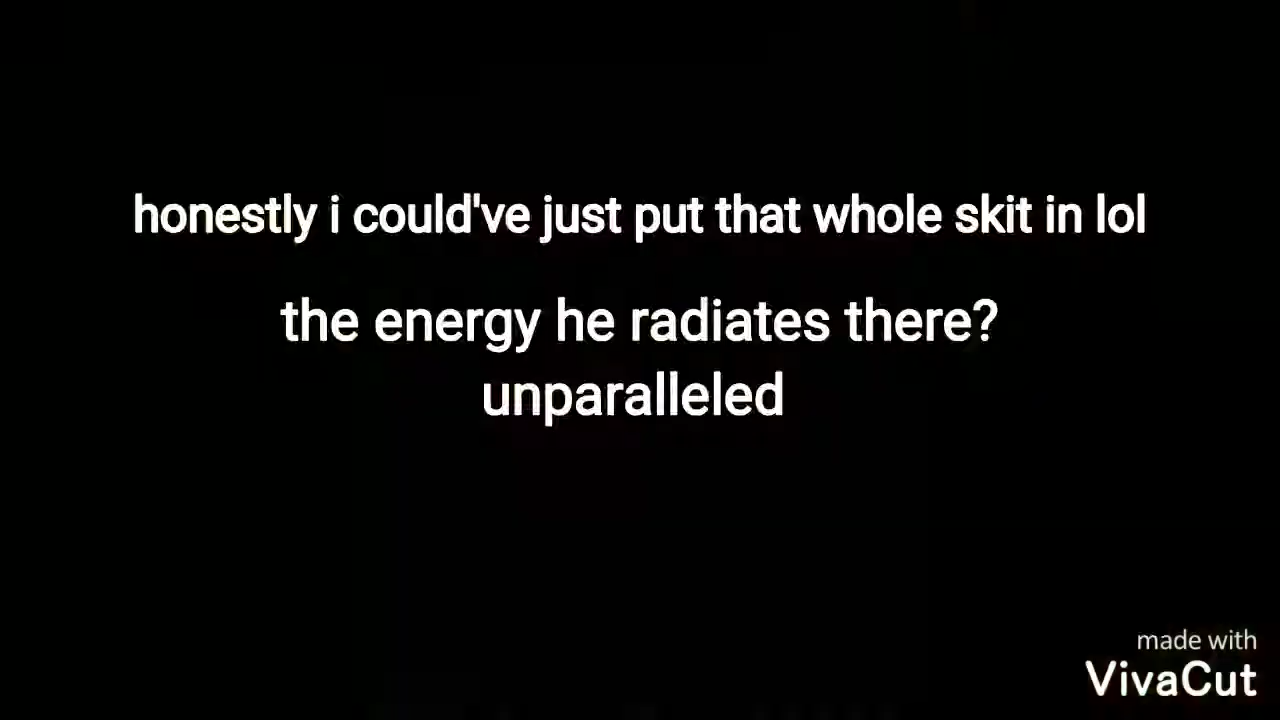 honestly i could've just put that whole skit in lol
the energy he radiates there?
unparalleled
made with
VivaCut